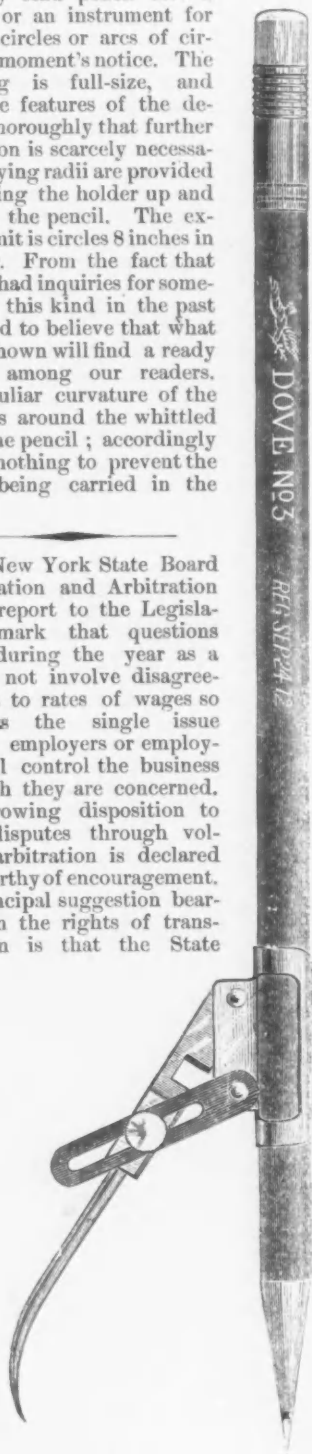 or an instrument for
circles or arcs of cir-
moment's notice. The
g is full-size, and
e features of the de-
horoughly that further
on is scarcely necessa-
ying radii are provided
ing the holder up and
the pencil. The ex-
nit is circles 8 inches in
. From the fact that
had inquiries for some-
this kind in the past
d to believe that what
hown will find a ready
among our readers.
uliar curvature of the
s around the whittled
ne pencil ; accordingly
nothing to prevent the
being carried in the
New York State Board
ation and Arbitration
report to the Legisla-
mark that questions
during the year as a
not involve disagree-
to rates of wages so
s the single issue
employers or employ-
l control the business
h they are concerned.
rowing disposition to
disputes through vol-
arbitration is declared
rthy of encouragement.
ncipal suggestion bear-
n the rights of trans-
n is that the State
DOVE No3
REG. SEP 24 12